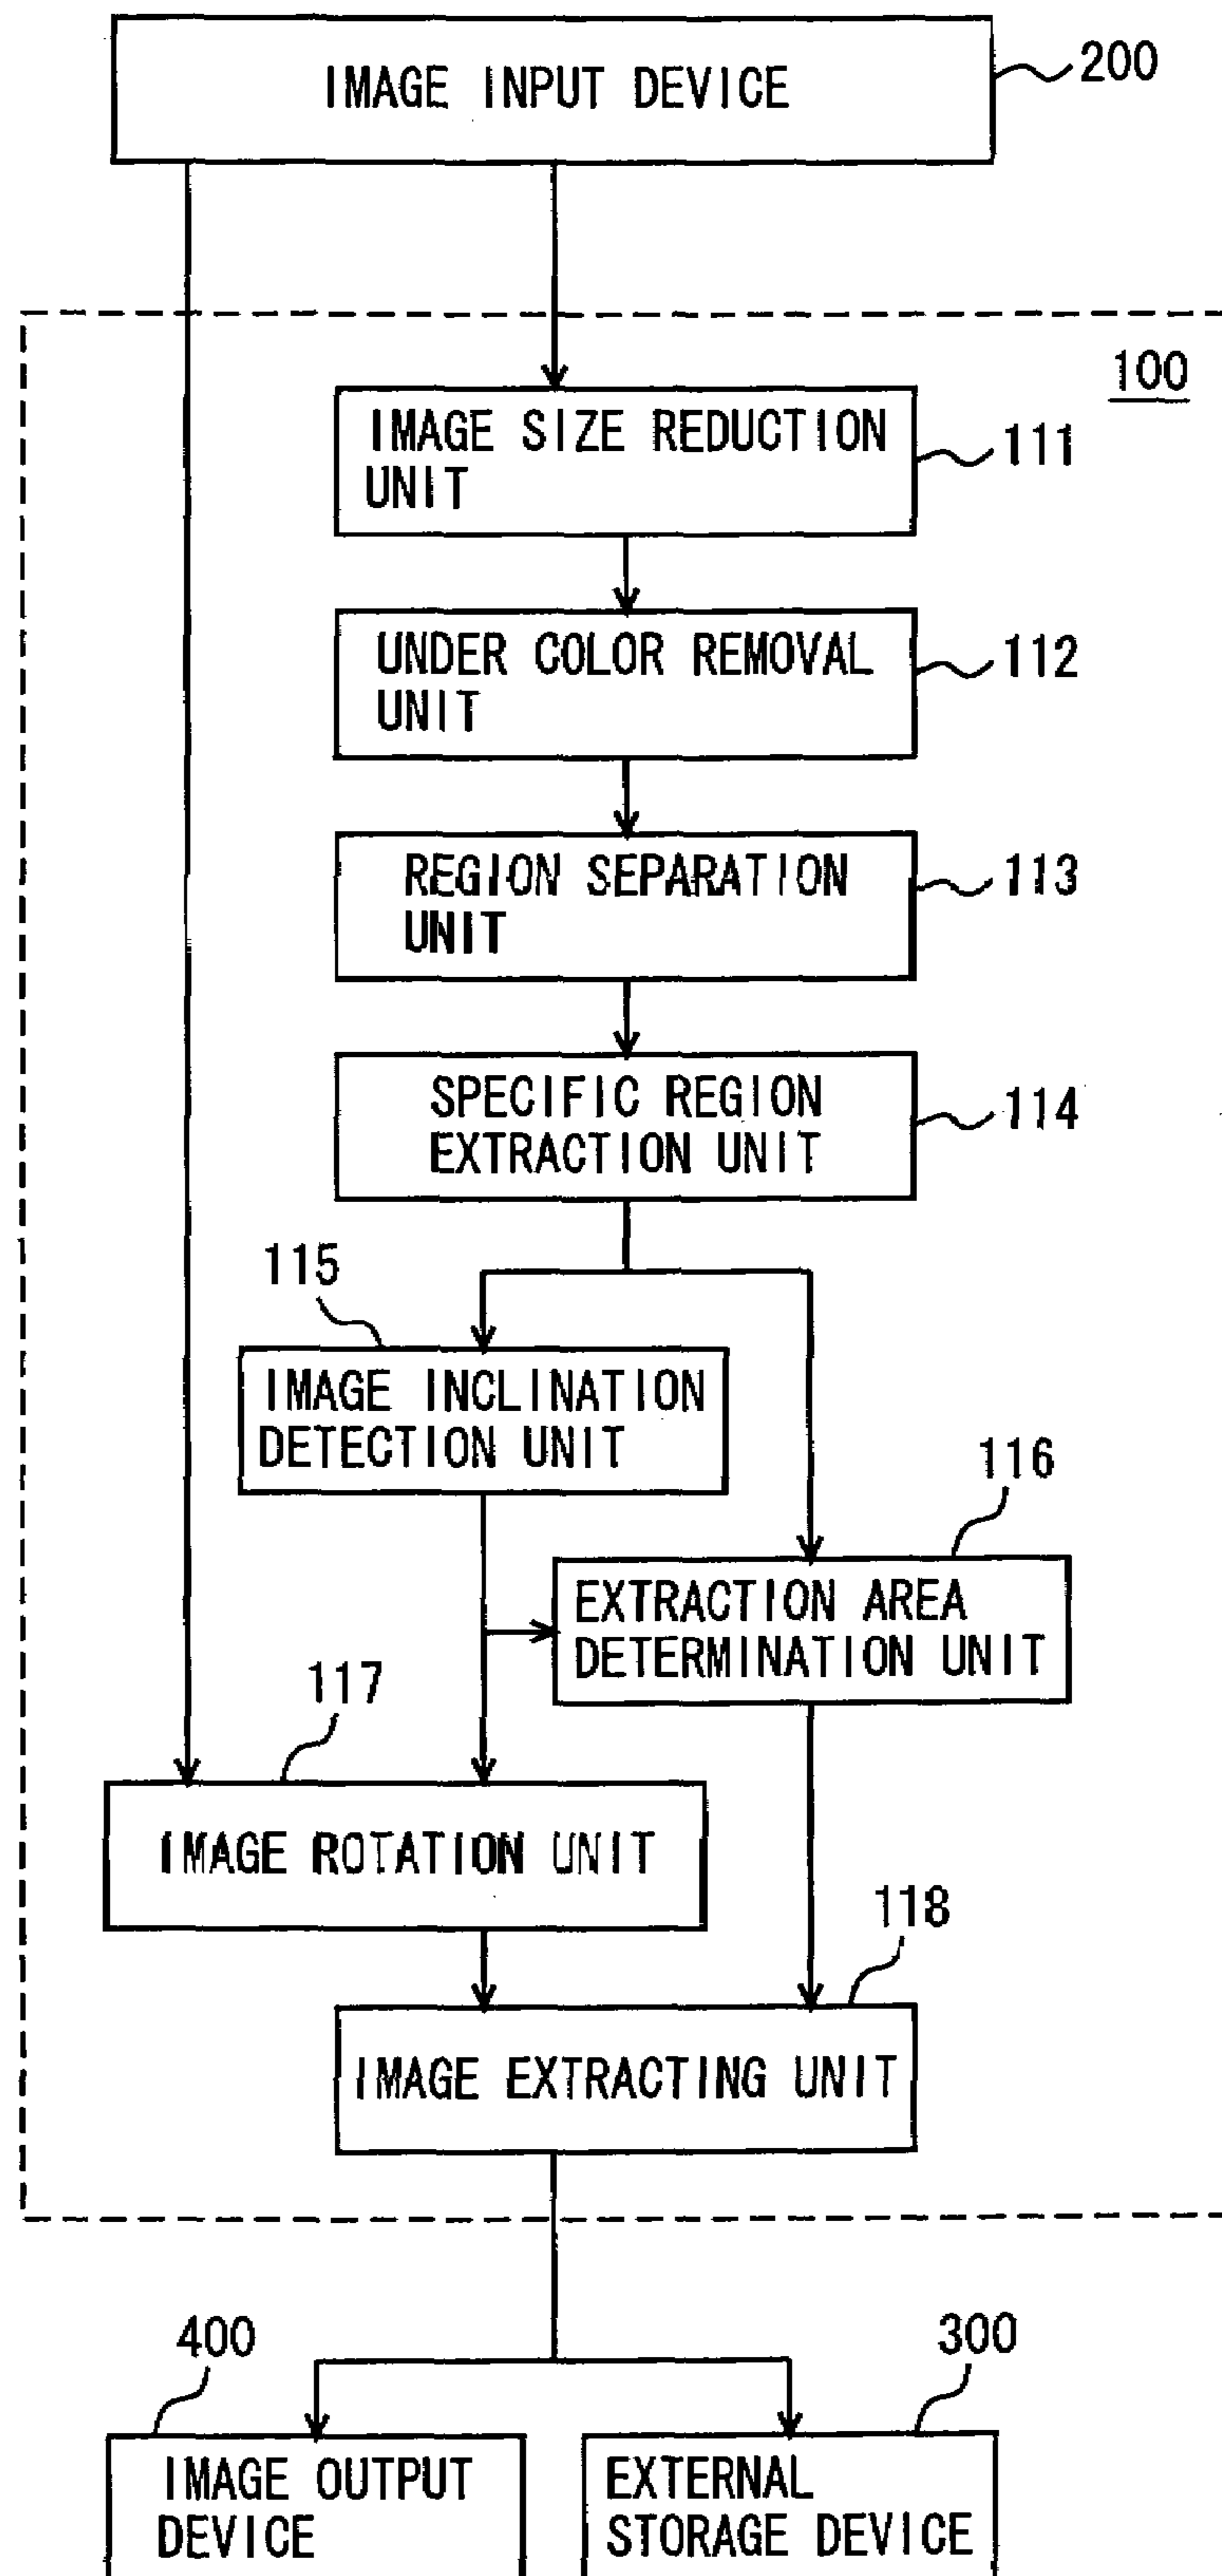 IMAGE INPUT DEVICE
200
100
IMAGE SIZE REDUCTION
UNIT
111
UNDER COLOR REMOVAL
UNIT
112
REGION SEPARATION
UNIT
113
SPECIFIC REGION
EXTRACTION UNIT
114
115
IMAGE INCLINATION
DETECTION UNIT
116
EXTRACTION AREA
DETERMINATION UNIT
117
IMAGE ROTATION UNIT
118
IMAGE EXTRACTING UNIT
400
300
IMAGE OUTPUT
DEVICE
EXTERNAL
STORAGE DEVICE